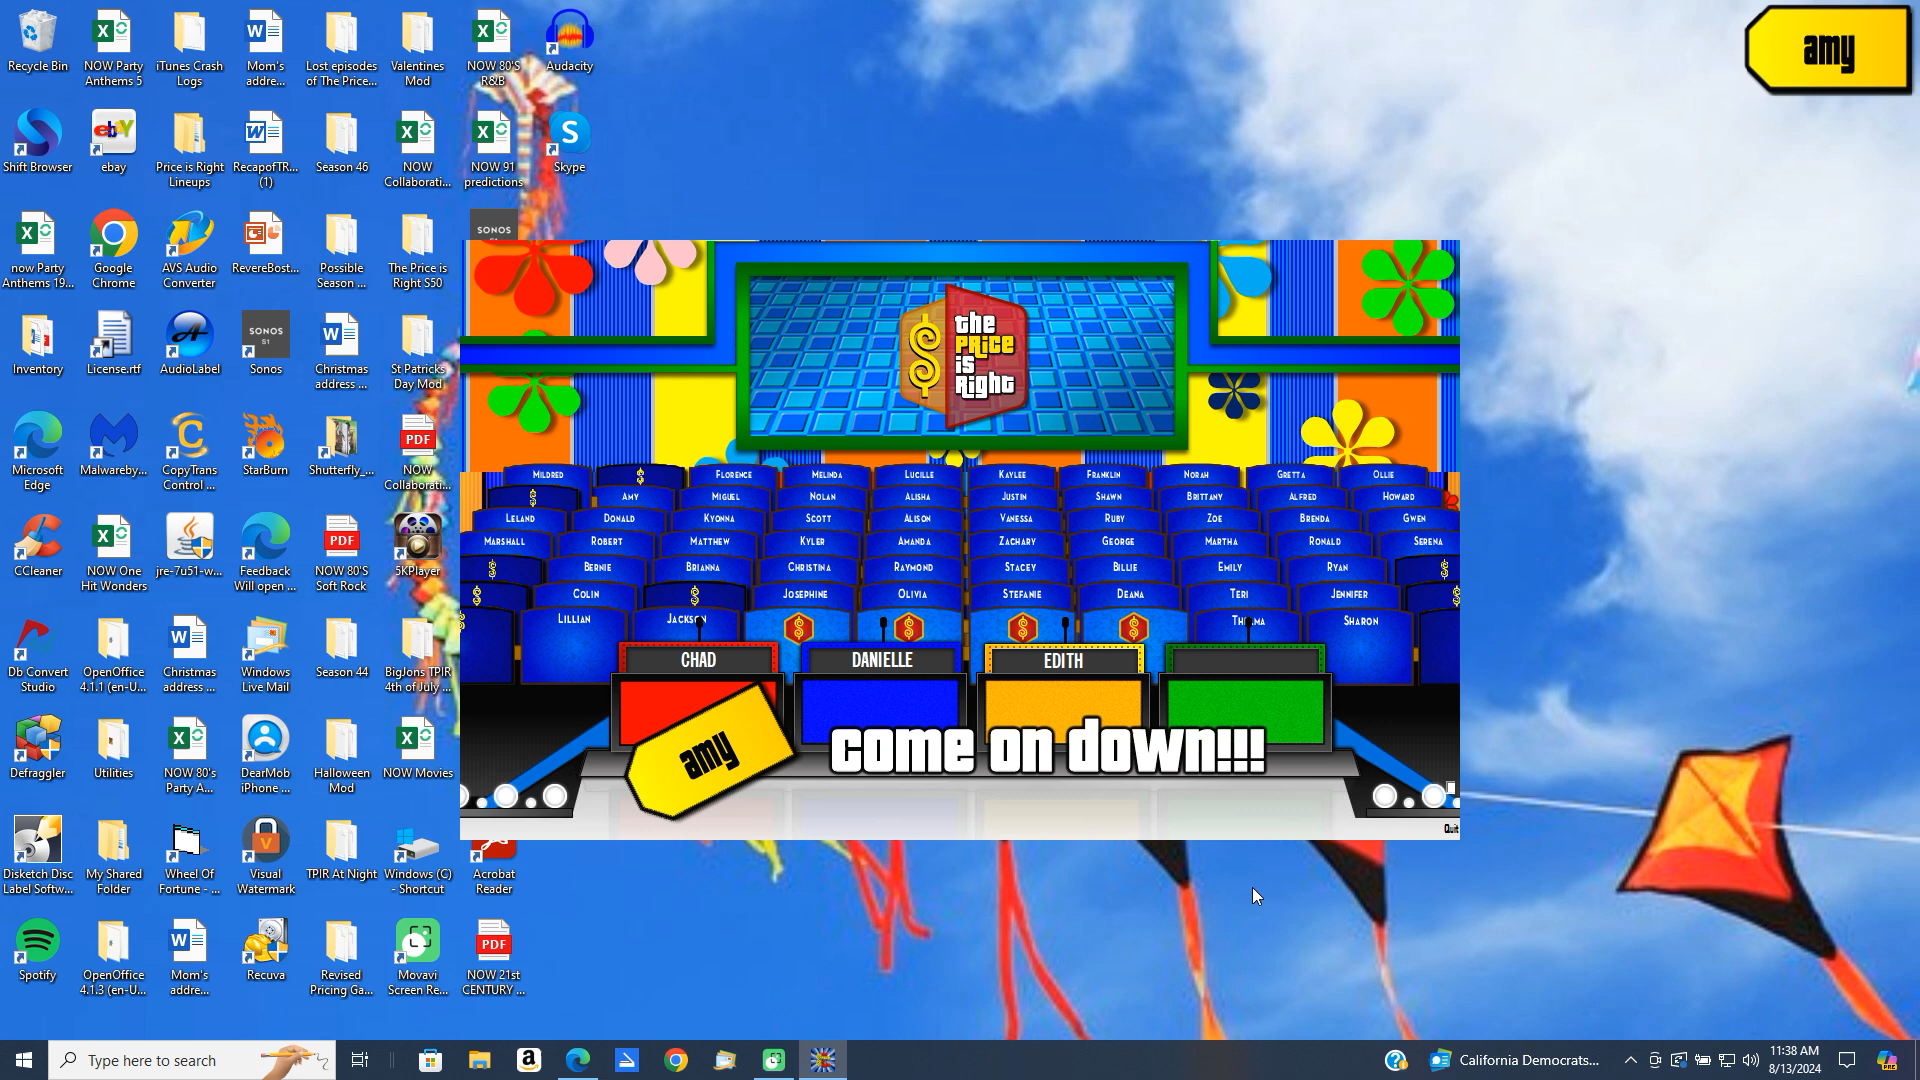 Recycle Bin
NOW Party
Anthems 5
iTunes Crash
Logs
Mom's
addre...
Lost episodes
of The Price...
Valentines
Mod
NOW 80'S
R&B
Audacity
amy
Shift Browser
ebay
ebay
Price is Right
Lineups
RecapofTR...
(1)
Season 46
NOW
Collaborati...
NOW 91
predictions
Skype
now Party
Anthems 19...
Google
Chrome
AVS Audio
Converter
RevereBost...
Possible
Season ...
The Price is
Right S50
SONOS
S1
Inventory
License.rtf
AudioLabel
SONOS
S1
Sonos
Christmas
address ...
St Patricks
Day Mod
the
PRICE
is
Right
Microsoft
Edge
Malwareby...
CopyTrans
Control ...
StarBurn
Shutterfly_...
PDF
NOW
Collaborati...
MILDRED
FLORENCE
MELINDA
LUCILLE
KAYLEE
FRANKLIN
NORAH
GRETTA
OLLIE
AMY
MIGUEL
NOLAN
ALISHA
JUSTIN
SHAWN
BRITTANY
ALFRED
HOWARD
LELAND
DONALD
KYONNA
SCOTT
ALISON
VANESSA
RUBY
ZOE
BRENDA
GWEN
MARSHALL
ROBERT
MATTHEW
KYLER
AMANDA
ZACHARY
GEORGE
MARTHA
RONALD
SERENA
BERNIE
BRIANNA
CHRISTINA
RAYMOND
STACEY
BILLIE
EMILY
RYAN
COLIN
JOSEPHINE
OLIVIA
STEFANIE
DEANA
TERI
JENNIFER
LILLIAN
JACKSON
THELMA
SHARON
CHAD
DANIELLE
EDITH
amy
come on down!!!
Quit
CCleaner
NOW One
Hit Wonders
jre-7u51-w...
Feedback
Will open ...
PDF
NOW 80'S
Soft Rock
5KPlayer
Db Convert
Studio
OpenOffice
4.1.1 (en-U...
Christmas
address ...
Windows
Live Mail
Season 44
BigJons TPIR
4th of July ...
Defraggler
Utilities
NOW 80's
Party A...
DearMob
iPhone ...
Halloween
Mod
NOW Movies
Disketch Disc
Label Softw...
My Shared
Folder
Wheel Of
Fortune - ...
Visual
Watermark
TPIR At Night
Windows (C)
- Shortcut
Acrobat
Reader
Spotify
OpenOffice
4.1.3 (en-U...
Mom's
addre...
Recuva
Revised
Pricing Ga...
Movavi
Screen Re...
PDF
NOW 21st
CENTURY ...
Type here to search
California Democrats...
11:38 AM
8/13/2024